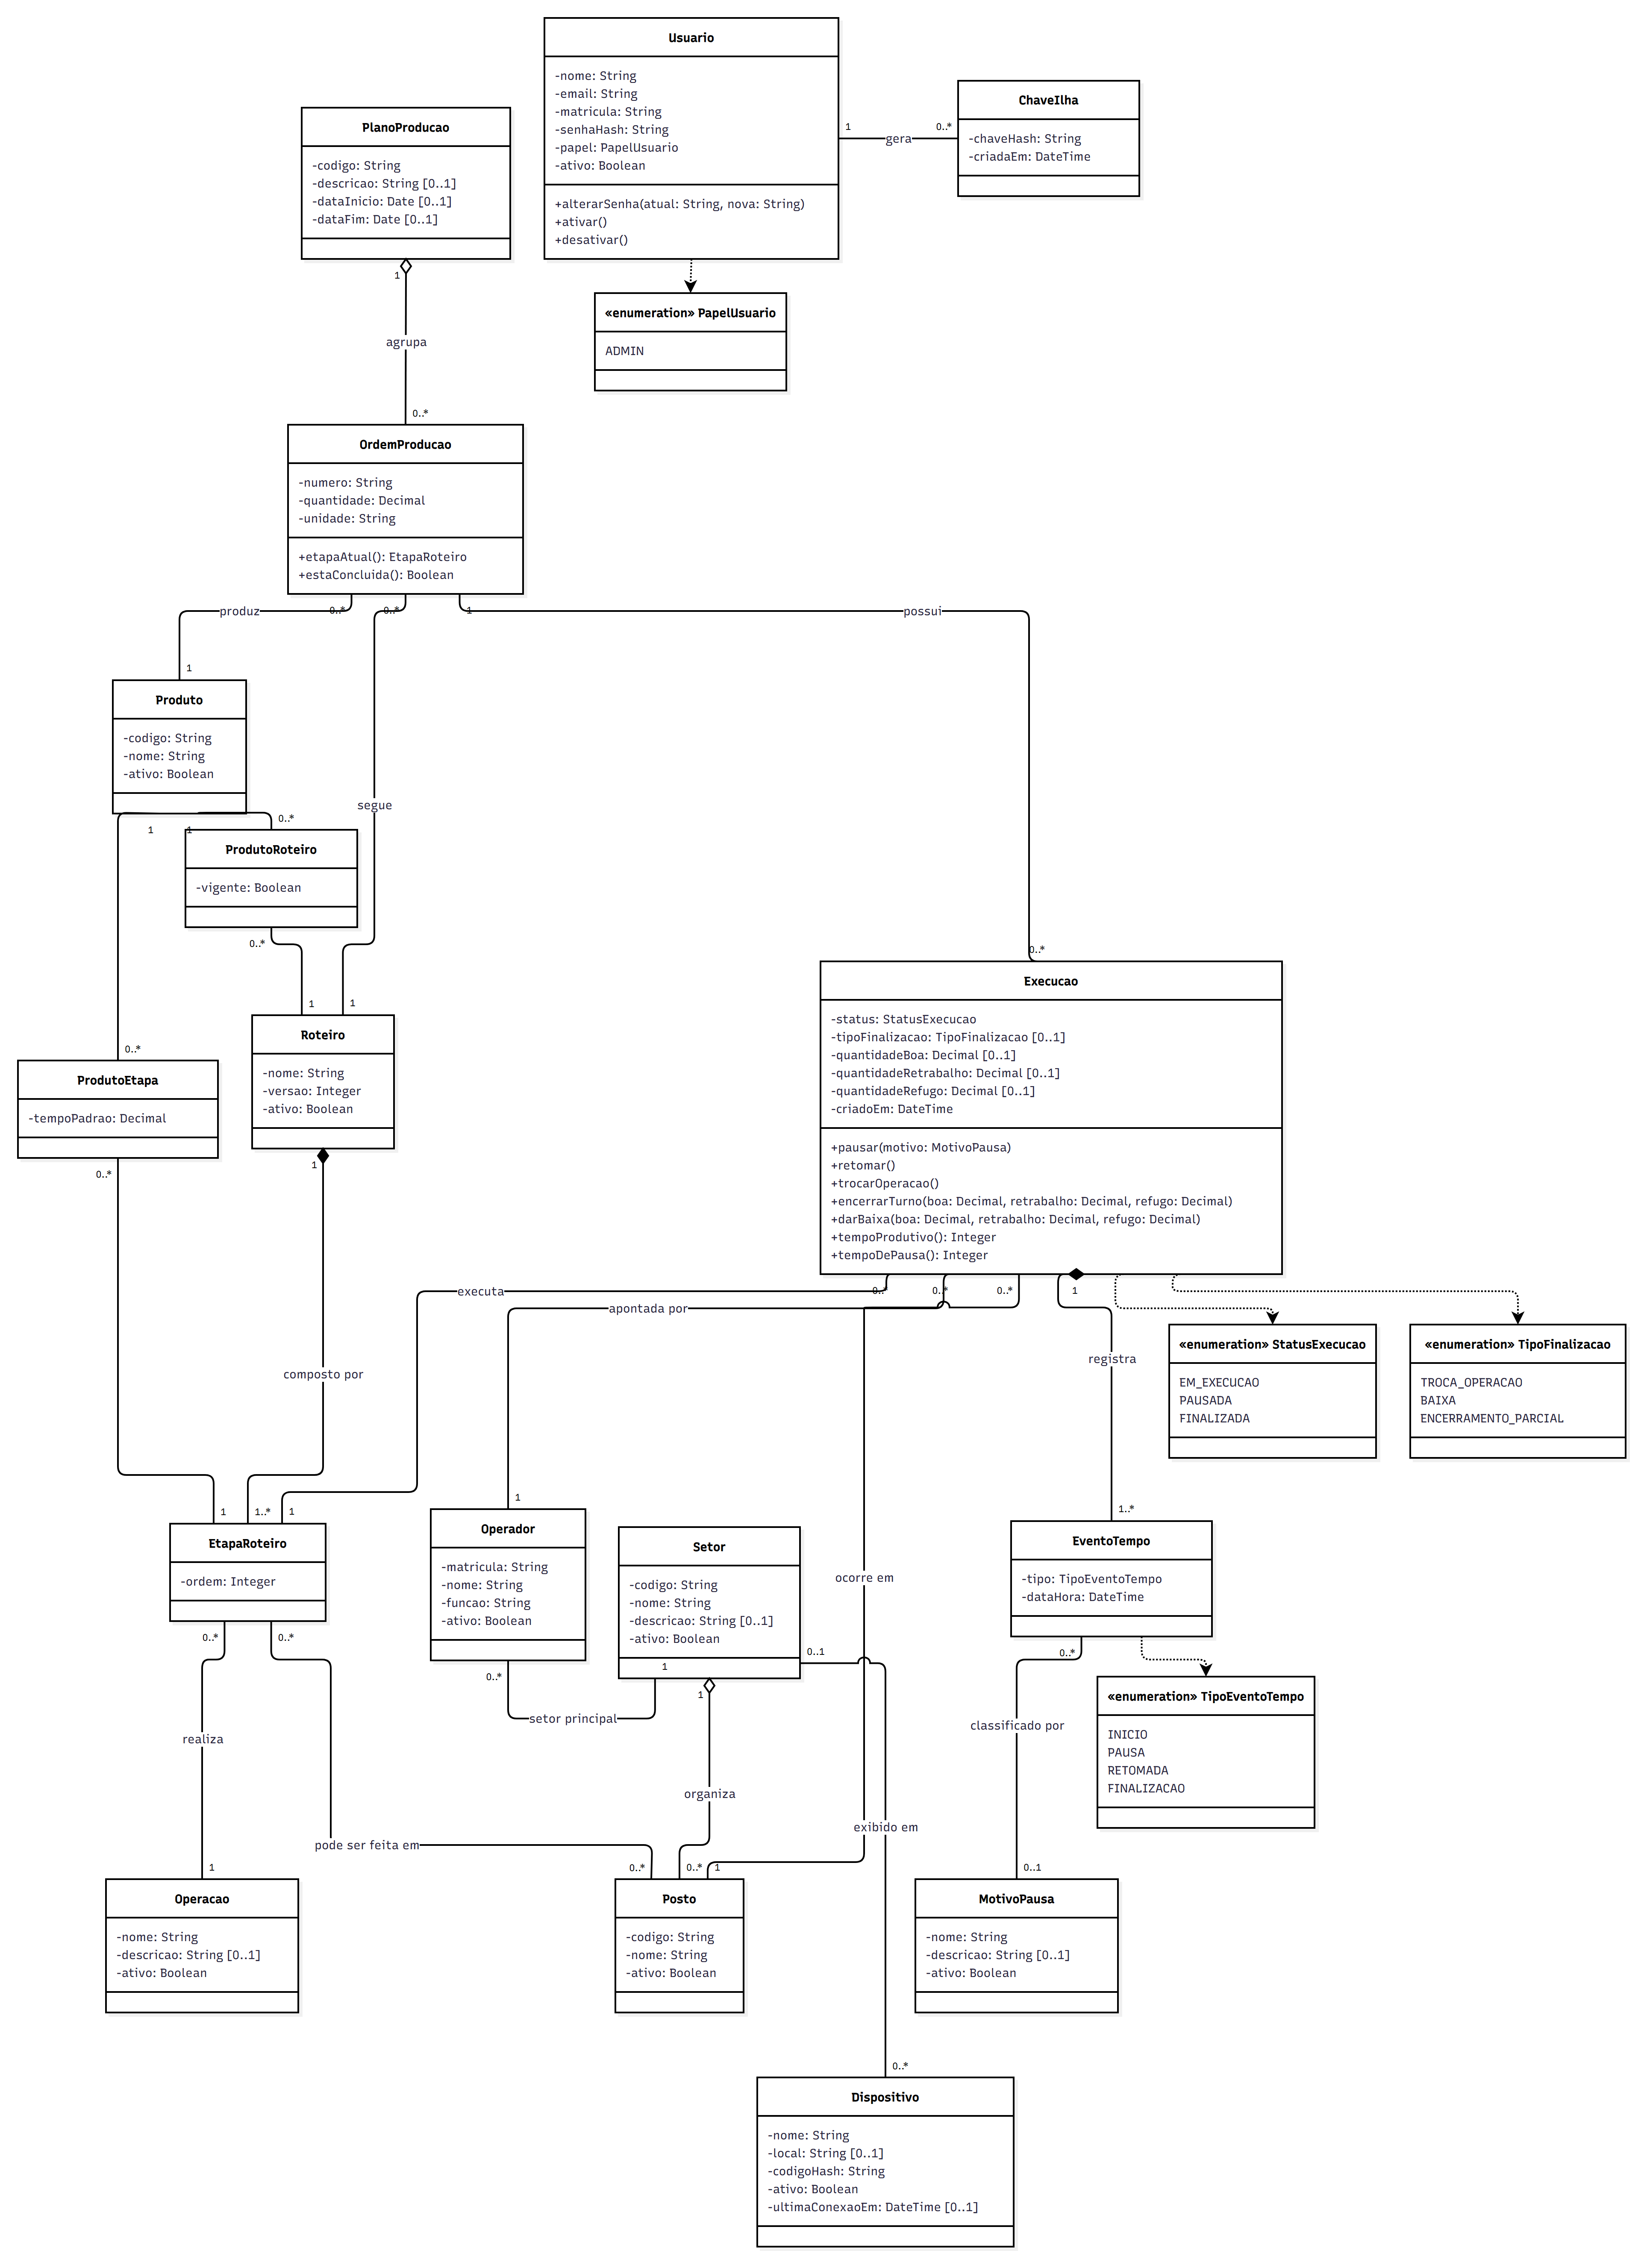 Usuario
-nome: String
-email: String
-matricula: String
-senhaHash: String
-papel: PapelUsuario
-ativo: Boolean
+alterarSenha(atual: String, nova: String)
+ativar()
+desativar()
1
gera
0..*
ChaveIlha
-chaveHash: String
-criadaEm: DateTime
PlanoProducao
-codigo: String
-descricao: String [0..1]
-dataInicio: Date [0..1]
-dataFim: Date [0..1]
1
agrupa
0..*
«enumeration» PapelUsuario
ADMIN
OrdemProducao
-numero: String
-quantidade: Decimal
-unidade: String
+etapaAtual(): EtapaRoteiro
+estaConcluida(): Boolean
produz
0..*
0..*
1
possui
1
Produto
-codigo: String
-nome: String
-ativo: Boolean
segue
1
1
0..*
ProdutoRoteiro
-vigente: Boolean
0..*
0..*
1
1
Execucao
-status: StatusExecucao
-tipoFinalizacao: TipoFinalizacao [0..1]
-quantidadeBoa: Decimal [0..1]
-quantidadeRetrabalho: Decimal [0..1]
-quantidadeRefugo: Decimal [0..1]
-criadoEm: DateTime
+pausar(motivo: MotivoPausa)
+retomar()
+trocarOperacao()
+encerrarTurno(boa: Decimal, retrabalho: Decimal, refugo: Decimal)
+darBaixa(boa: Decimal, retrabalho: Decimal, refugo: Decimal)
+tempoProdutivo(): Integer
+tempoDePausa(): Integer
Roteiro
-nome: String
-versao: Integer
-ativo: Boolean
1
0..*
ProdutoEtapa
-tempoPadrao: Decimal
0..*
executa
0..*
0..*
0..*
1
apontada por
composto por
registra
«enumeration» StatusExecucao
EM_EXECUCAO
PAUSADA
FINALIZADA
«enumeration» TipoFinalizacao
TROCA_OPERACAO
BAIXA
ENCERRAMENTO_PARCIAL
1
1..*
1
1
1..*
EtapaRoteiro
-ordem: Integer
0..*
0..*
Operador
-matricula: String
-nome: String
-funcao: String
-ativo: Boolean
0..*
Setor
-codigo: String
-nome: String
-descricao: String [0..1]
-ativo: Boolean
1
0..1
1
ocorre em
EventoTempo
-tipo: TipoEventoTempo
-dataHora: DateTime
0..*
setor principal
classificado por
realiza
«enumeration» TipoEventoTempo
INICIO
PAUSA
RETOMADA
FINALIZACAO
organiza
exibido em
pode ser feita em
1
0..*
0..*
1
0..1
Operacao
-nome: String
-descricao: String [0..1]
-ativo: Boolean
Posto
-codigo: String
-nome: String
-ativo: Boolean
MotivoPausa
-nome: String
-descricao: String [0..1]
-ativo: Boolean
0..*
Dispositivo
-nome: String
-local: String [0..1]
-codigoHash: String
-ativo: Boolean
-ultimaConexaoEm: DateTime [0..1]